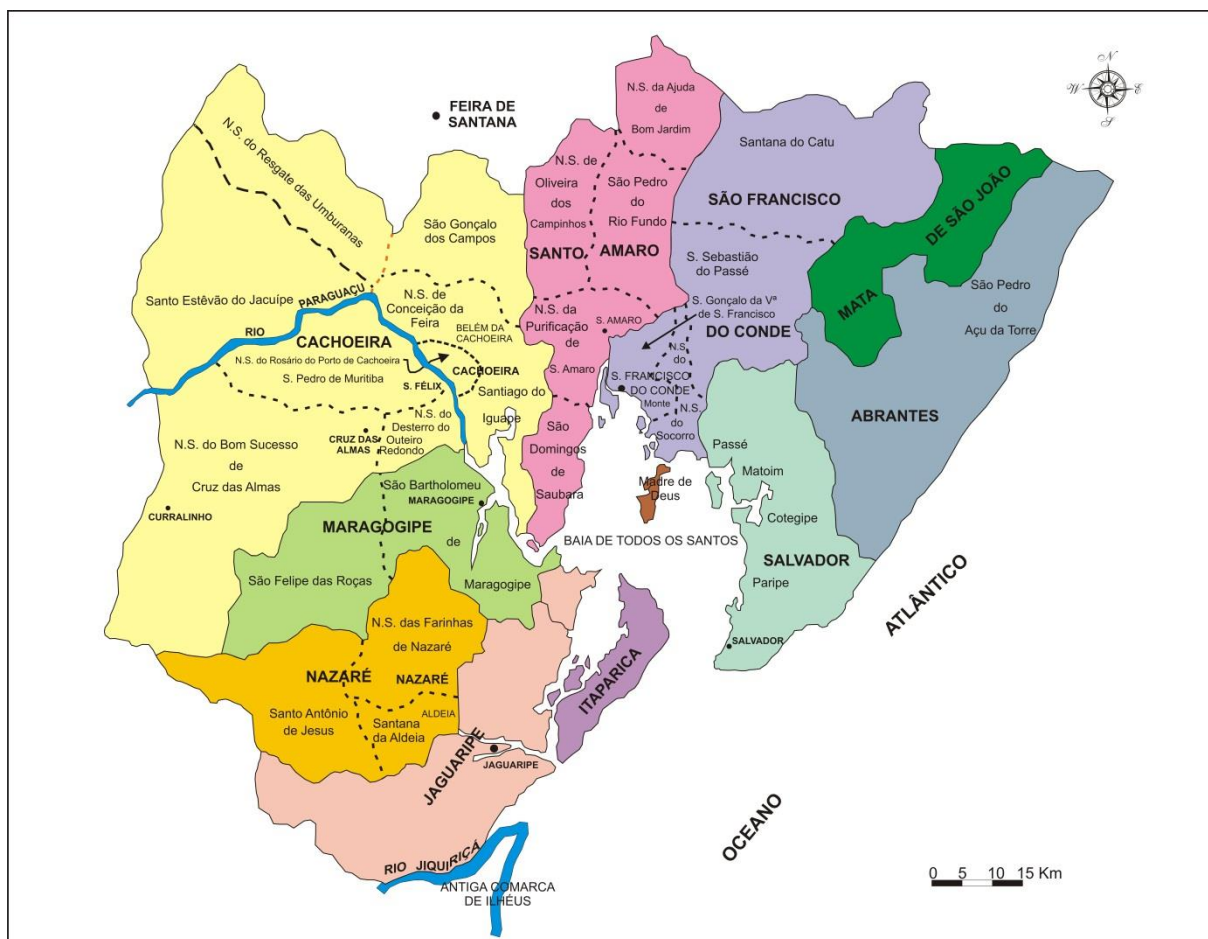 N
W
E
S
FEIRA DE
SANTANA
N.S. do Resgate das Umburanas
São Gonçalo
dos Campos
Santo Estêvão do Jacuípe
RIO
PARAGUAÇU
N.S. de
Conceição da
Feira
BELÉM DA
CACHOEIRA
CACHOEIRA
N.S. do Rosário do Porto de Cachoeira
S. Pedro de Muritiba
S. FÉLIX
CACHOEIRA
Santiago do
Iguape
N.S. do
Desterro do
Outeiro
Redondo
CRUZ DAS
ALMAS
N.S. do Bom Sucesso
de
Cruz das Almas
CURRALINHO
N.S. da Ajuda
de
Bom Jardim
N.S. de
Oliveira
dos
Campinhos
São Pedro
do
Rio Fundo
SANTO
AMARO
N.S. da
Purificação
de
S. Amaro
S. AMARO
São
Domingos
de
Saubara
Santana do Catu
SÃO FRANCISCO
S. Sebastião
do Passé
S. Gonçalo da Vª
de S. Francisco
DO CONDE
N.S.
do
Monte
S. FRANCISCO
DO CONDE
N.S.
do
Socorro
MATA
DE SÃO JOÃO
São Pedro
do
Açu da Torre
ABRANTES
Passé
Matoim
Cotegipe
SALVADOR
Paripe
SALVADOR
Madre de
Deus
BAIA DE TODOS OS SANTOS
São Bartholomeu
MARAGOGIPE
MARAGOGIPE
de
Maragogipe
São Felipe das Roças
N.S. das Farinhas
de Nazaré
NAZARÉ
NAZARÉ
ALDEIA
Santo Antônio
de Jesus
Santana
da Aldeia
ITAPARICA
JAGUARIPE
JAGUARIPE
RIO JIQUIRIÇÁ
ANTIGA COMARCA
DE ILHÉUS
OCEANO
ATLÂNTICO
0 5 10 15 Km